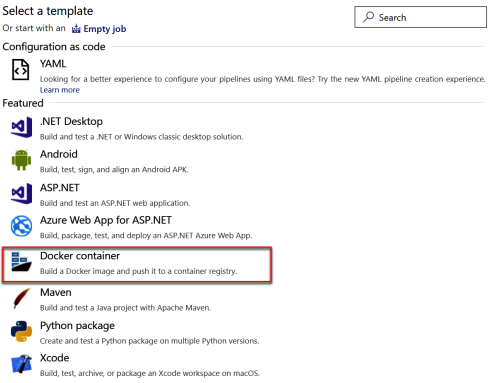 Select a template
Search
Or start with an Empty job
Configuration as code
YAML
Looking for a better experience to configure your pipelines using YAML files? Try the new YAML pipeline creation experience.
Learn more
Featured
.NET Desktop
Build and test a .NET or Windows classic desktop solution.
Android
Build, test, sign, and align an Android APK.
ASP.NET
Build and test an ASP.NET web application.
Azure Web App for ASP.NET
Build, package, test, and deploy an ASP.NET Azure Web App.
Docker container
Build a Docker image and push it to a container registry.
Maven
Build and test a Java project with Apache Maven.
Python package
Create and test a Python package on multiple Python versions.
Xcode
Build, test, archive, or package an Xcode workspace on macOS.